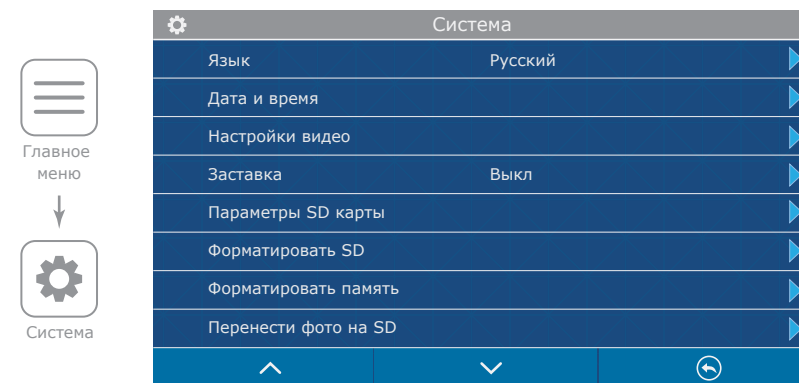 Главное
меню
Система
Система
Язык Русский
Дата и время
Настройки видео
Заставка Выкл
Параметры SD карты
Форматировать SD
Форматировать память
Перенести фото на SD